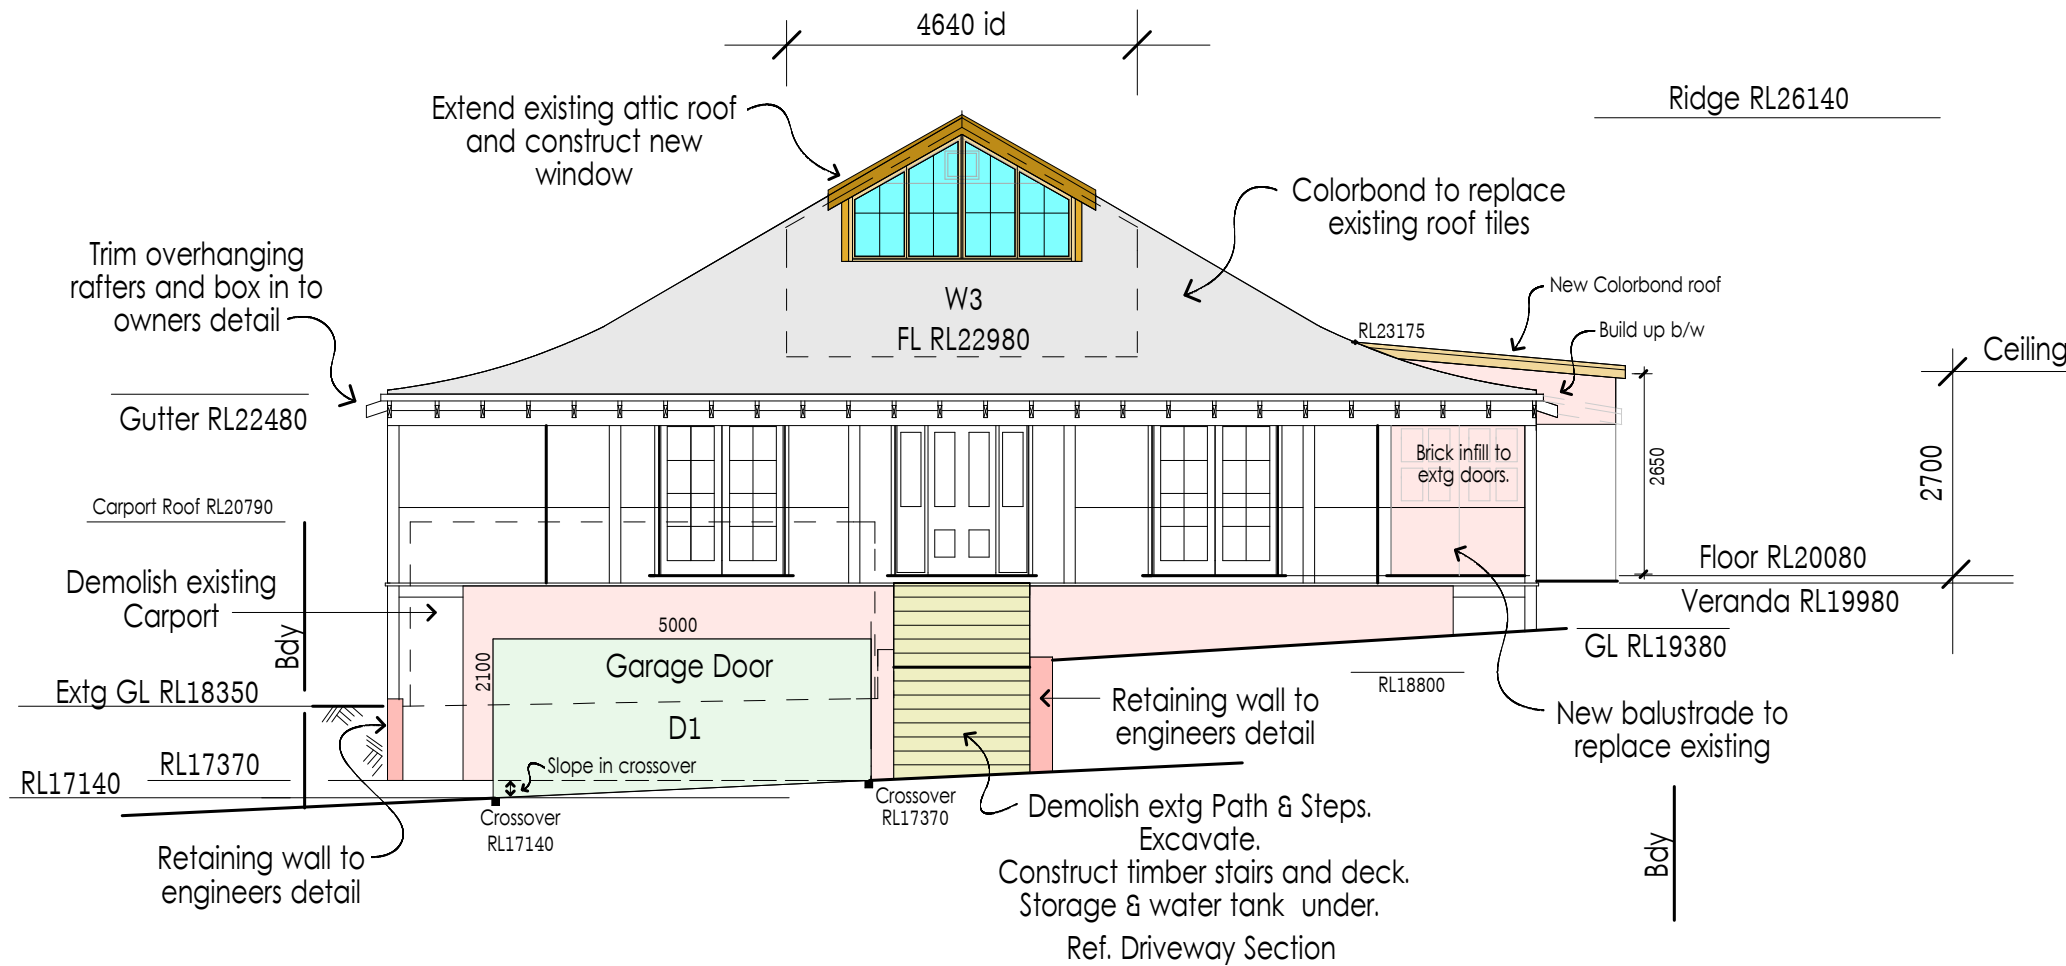 4640 id
Ridge RL26140
Extend existing attic roof
and construct new
window
Colorbond to replace
existing roof tiles
Trim overhanging
rafters and box in to
owners detail
New Colorbond roof
W3
FL RL22980
RL23175
Build up b/w
Ceiling
Gutter RL22480
Brick infill to
extg doors.
2650
2700
Carport Roof RL20790
Floor RL20080
Demolish existing
Carport
Veranda RL19980
Bdy
5000
2100
Garage Door
D1
GL RL19380
RL18800
Extg GL RL18350
Retaining wall to
engineers detail
New balustrade to
replace existing
RL17370
Slope in crossover
RL17140
Crossover
RL17140
Crossover
RL17370
Demolish extg Path & Steps.
Excavate.
Construct timber stairs and deck.
Storage & water tank under.
Ref. Driveway Section
Retaining wall to
engineers detail
Bdy